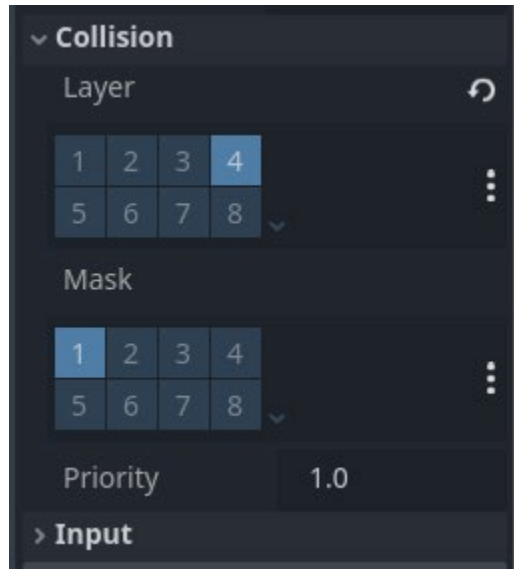 Collision
Layer
1 2 3 4
5 6 7 8
Mask
1 2 3 4
5 6 7 8
Priority 1.0
Input